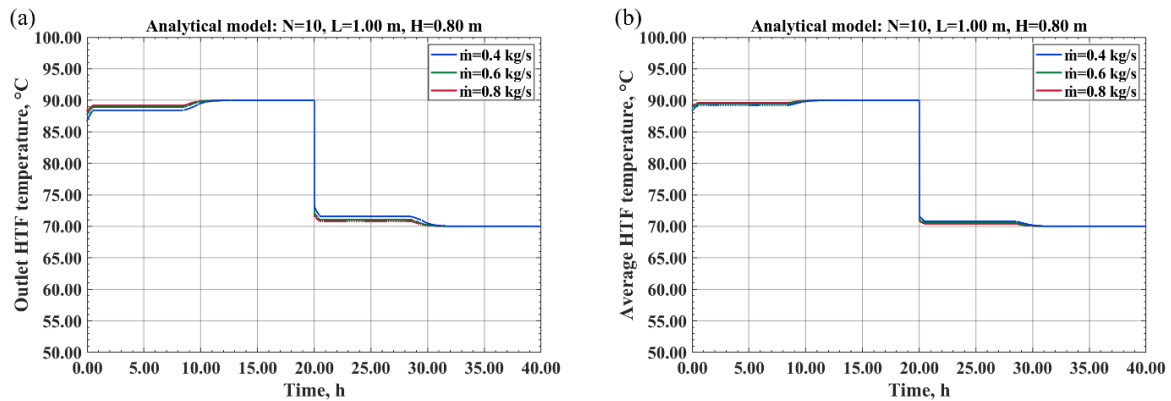 (a)
Analytical model: N=10, L=1.00 m, H=0.80 m
100.00
95.00
90.00
85.00
80.00
75.00
70.00
65.00
60.00
55.00
50.00
Outlet HTF temperature, °C
ṁ=0.4 kg/s
ṁ=0.6 kg/s
ṁ=0.8 kg/s
0.00 5.00 10.00 15.00 20.00 25.00 30.00 35.00 40.00
Time, h
(b)
Analytical model: N=10, L=1.00 m, H=0.80 m
100.00
95.00
90.00
85.00
80.00
75.00
70.00
65.00
60.00
55.00
50.00
Average HTF temperature, °C
ṁ=0.4 kg/s
ṁ=0.6 kg/s
ṁ=0.8 kg/s
0.00 5.00 10.00 15.00 20.00 25.00 30.00 35.00 40.00
Time, h